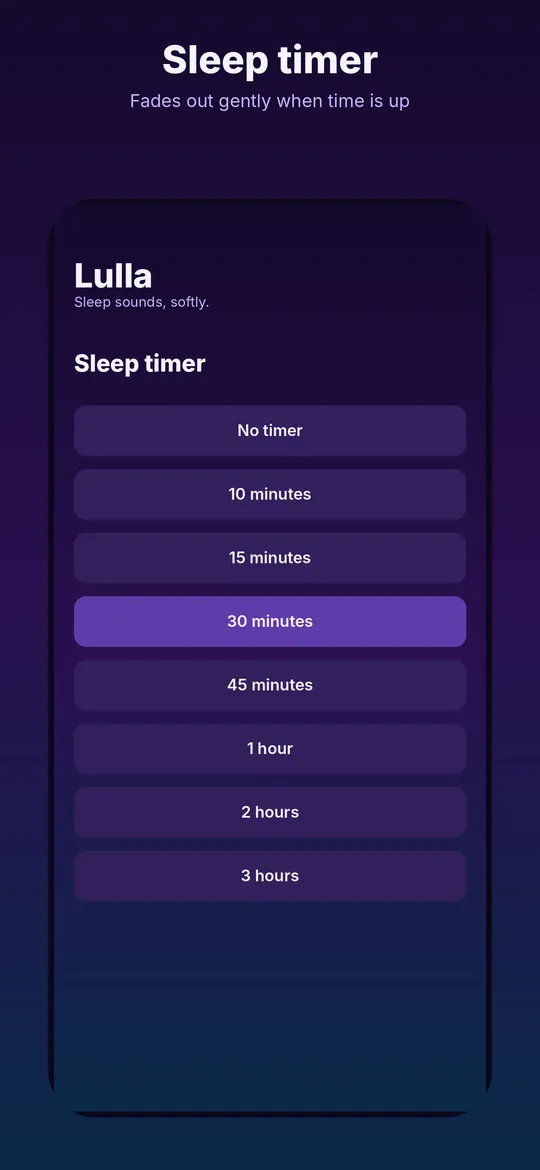 Sleep timer
Fades out gently when time is up
Lulla
Sleep sounds, softly.
Sleep timer
No timer
10 minutes
15 minutes
30 minutes
45 minutes
1 hour
2 hours
3 hours